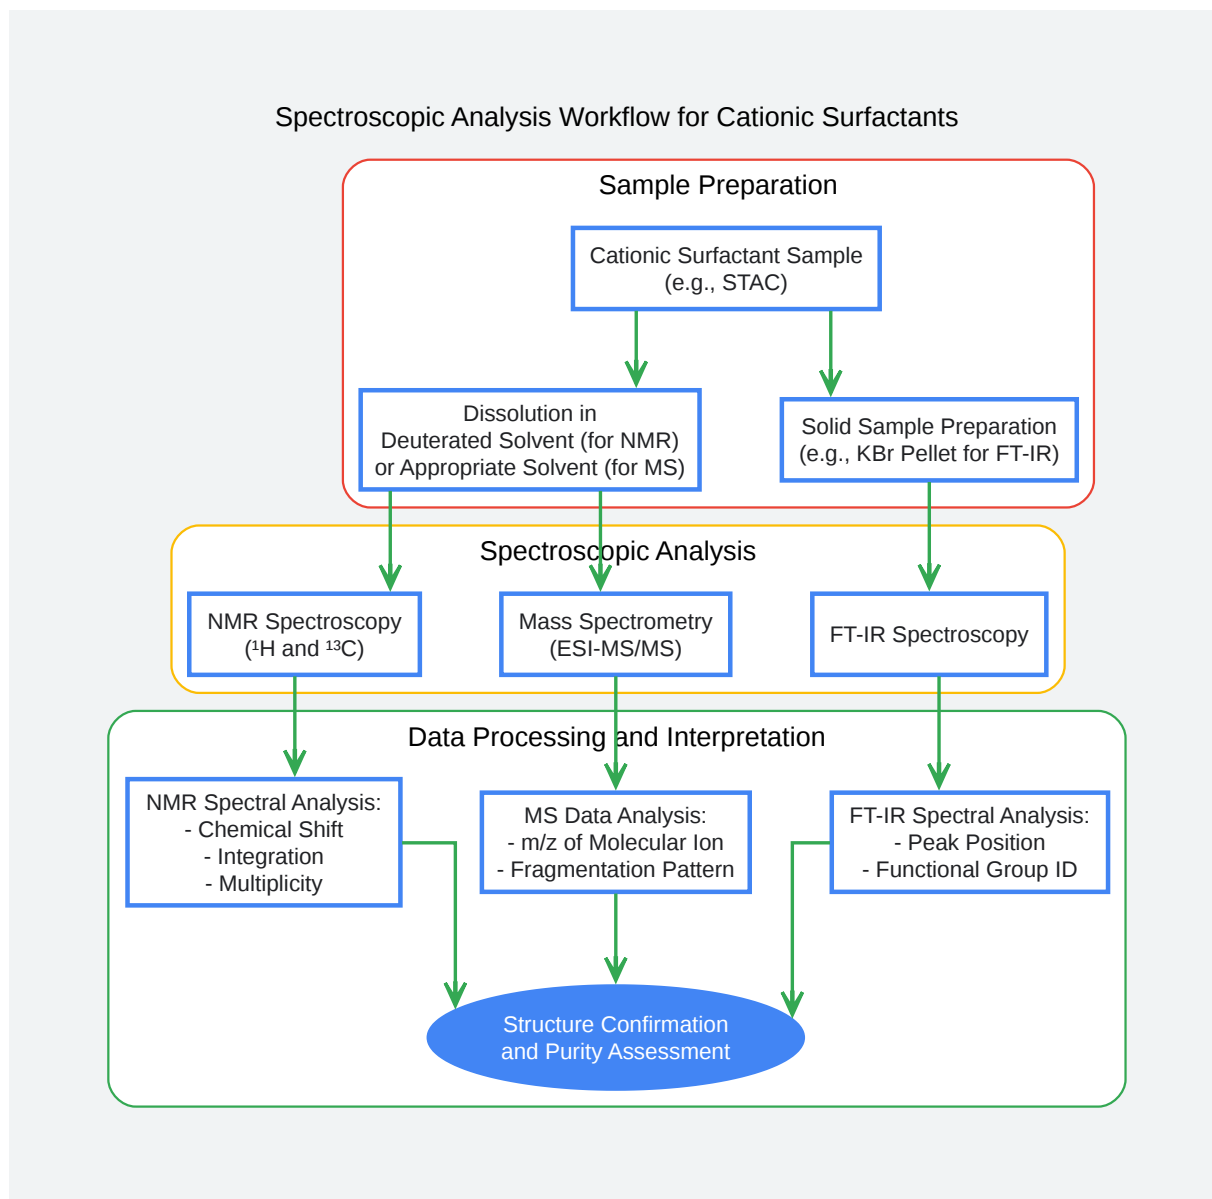 Spectroscopic Analysis Workflow for Cationic Surfactants
Sample Preparation
Cationic Surfactant Sample
(e.g., STAC)
Dissolution in
Deuterated Solvent (for NMR)
or Appropriate Solvent (for MS)
Solid Sample Preparation
(e.g., KBr Pellet for FT-IR)
Spectroscopic Analysis
NMR Spectroscopy
(¹H and ¹³C)
Mass Spectrometry
(ESI-MS/MS)
FT-IR Spectroscopy
Data Processing and Interpretation
NMR Spectral Analysis:
- Chemical Shift
- Integration
- Multiplicity
MS Data Analysis:
- m/z of Molecular Ion
- Fragmentation Pattern
FT-IR Spectral Analysis:
- Peak Position
- Functional Group ID
Structure Confirmation
and Purity Assessment